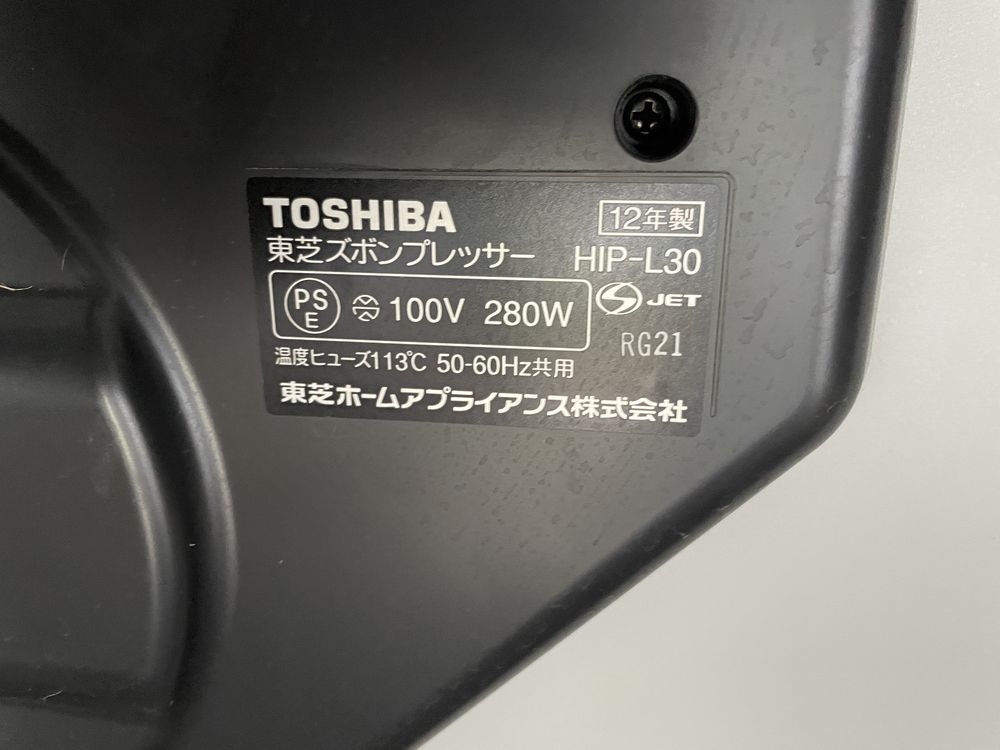 TOSHIBA 12年製
東芝ズボンプレッサー HIP-L30
PS E 100V 280W JET
RG21
温度ヒューズ113℃ 50-60Hz共用
東芝ホームアプライアンス株式会社